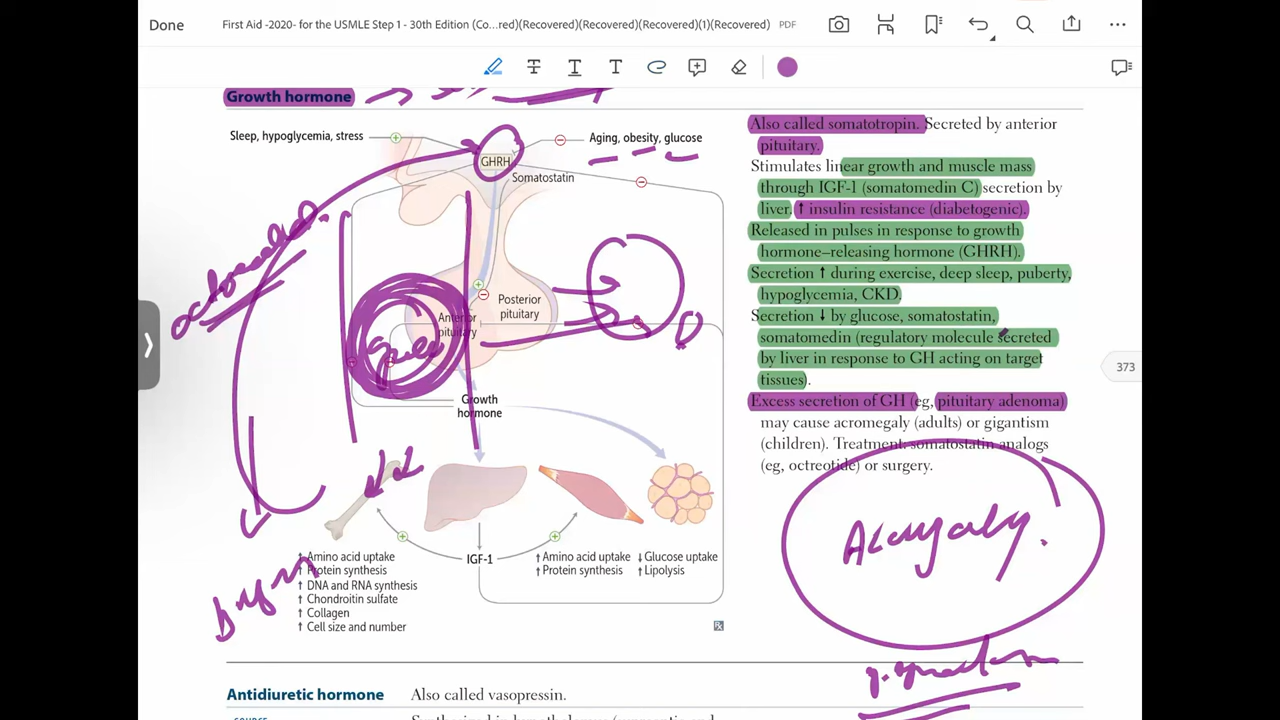 Done
First Aid -2020- for the USMLE Step 1 - 30th Edition (Co...red)(Recovered)(Recovered)(Recovered)(1)(Recovered) PDF
Growth hormone
Sleep, hypoglycemia, stress
Aging, obesity, glucose
GHRH
Somatostatin
Posterior
pituitary
Anterior
pituitary
Growth
hormone
IGF-1
↑ Amino acid uptake
↑ Protein synthesis
↑ DNA and RNA synthesis
↑ Chondroitin sulfate
↑ Collagen
↑ Cell size and number
↑ Amino acid uptake
↑ Protein synthesis
↓ Glucose uptake
↑ Lipolysis
Rx
Also called somatotropin. Secreted by anterior
pituitary.
Stimulates linear growth and muscle mass
through IGF-1 (somatomedin C) secretion by
liver. ↑ insulin resistance (diabetogenic).
Released in pulses in response to growth
hormone–releasing hormone (GHRH).
Secretion ↑ during exercise, deep sleep, puberty,
hypoglycemia, CKD.
Secretion ↓ by glucose, somatostatin,
somatomedin (regulatory molecule secreted
by liver in response to GH acting on target
tissues).
Excess secretion of GH (eg, pituitary adenoma)
may cause acromegaly (adults) or gigantism
(children). Treatment: somatostatin analogs
(eg, octreotide) or surgery.
373
Antidiuretic hormone
Also called vasopressin.